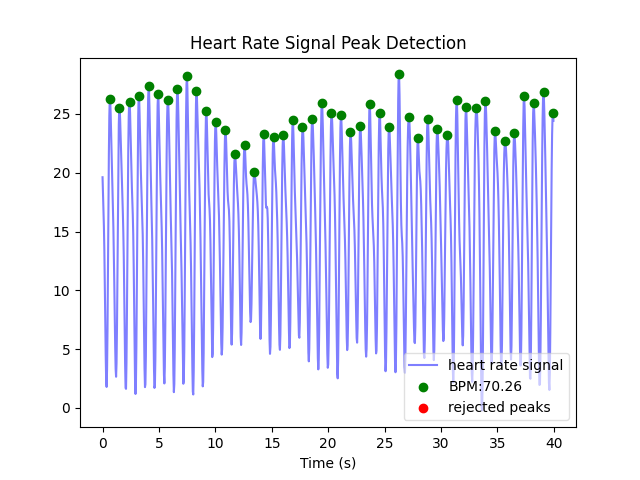 Heart Rate Signal Peak Detection
25
20
15
10
5
0
heart rate signal
BPM:70.26
rejected peaks
0 5 10 15 20 25 30 35 40
Time (s)